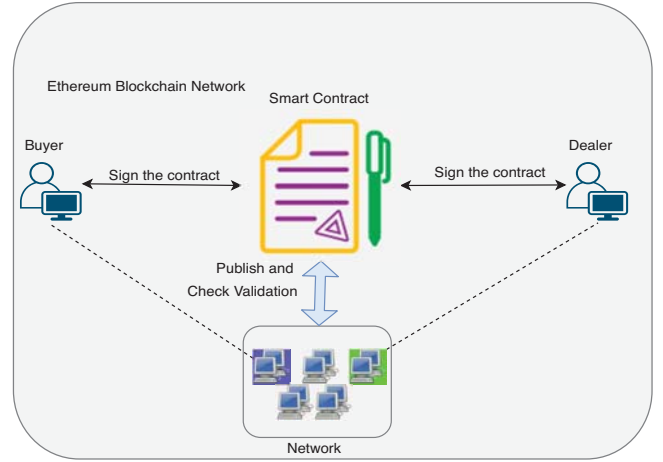 Ethereum Blockchain Network
Smart Contract
Buyer
Dealer
Sign the contract
Sign the contract
Publish and
Check Validation
Network